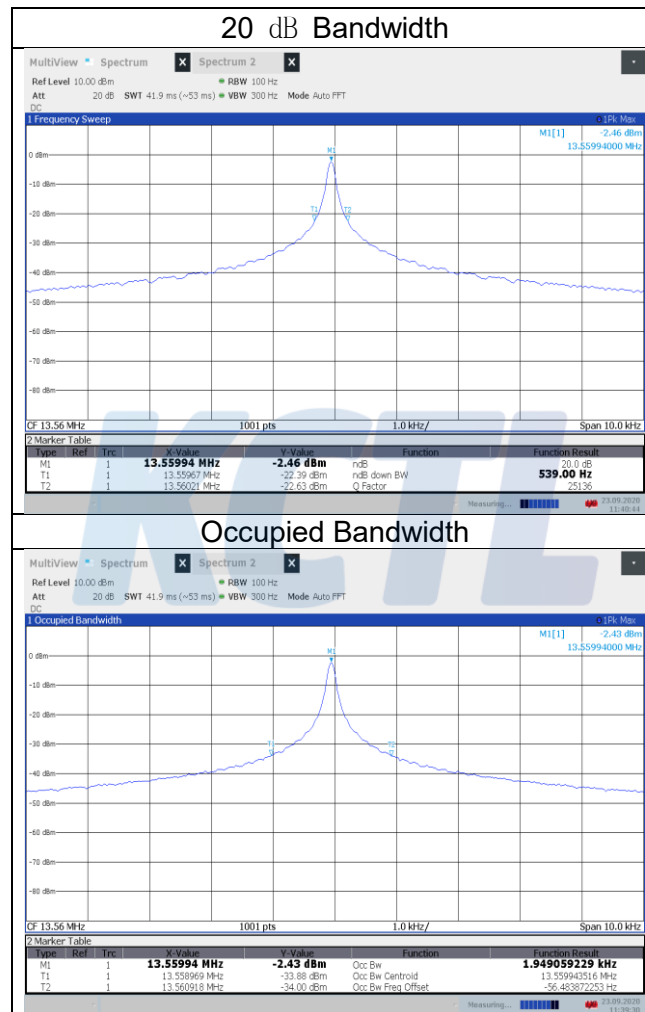 20 dB Bandwidth
MultiView Spectrum X Spectrum 2 X
Ref Level 10.00 dBm RBW 100 Hz
Att 20 dB SWT 41.9 ms (~53 ms) VBW 300 Hz Mode Auto FFT
DC
1 Frequency Sweep 1Pk Max
M1[1] -2.46 dBm
13.55994000 MHz
M1
0 dBm
-10 dBm
T1 T2
-20 dBm
-30 dBm
-40 dBm
-50 dBm
-60 dBm
-70 dBm
-80 dBm
CF 13.56 MHz 1001 pts 1.0 kHz/ Span 10.0 kHz
2 Marker Table
Type Ref Trc X-Value Y-Value Function Function Result
M1 1 13.55994 MHz -2.46 dBm ndB 20.0 dB
T1 1 13.55967 MHz -22.39 dBm ndB down BW 539.00 Hz
T2 1 13.56021 MHz -22.63 dBm Q Factor 25136
Measuring... 23.09.2020
11:40:44
KCTL
Occupied Bandwidth
MultiView Spectrum X Spectrum 2 X
Ref Level 10.00 dBm RBW 100 Hz
Att 20 dB SWT 41.9 ms (~53 ms) VBW 300 Hz Mode Auto FFT
DC
1 Occupied Bandwidth 1Pk Max
M1[1] -2.43 dBm
13.55994000 MHz
M1
0 dBm
-10 dBm
-20 dBm
-30 dBm
T1 T2
-40 dBm
-50 dBm
-60 dBm
-70 dBm
-80 dBm
CF 13.56 MHz 1001 pts 1.0 kHz/ Span 10.0 kHz
2 Marker Table
Type Ref Trc X-Value Y-Value Function Function Result
M1 1 13.55994 MHz -2.43 dBm Occ Bw 1.949059229 kHz
T1 1 13.558969 MHz -33.88 dBm Occ Bw Centroid 13.559943516 MHz
T2 1 13.560918 MHz -34.00 dBm Occ Bw Freq Offset -56.483872253 Hz
Measuring... 23.09.2020
11:39:30